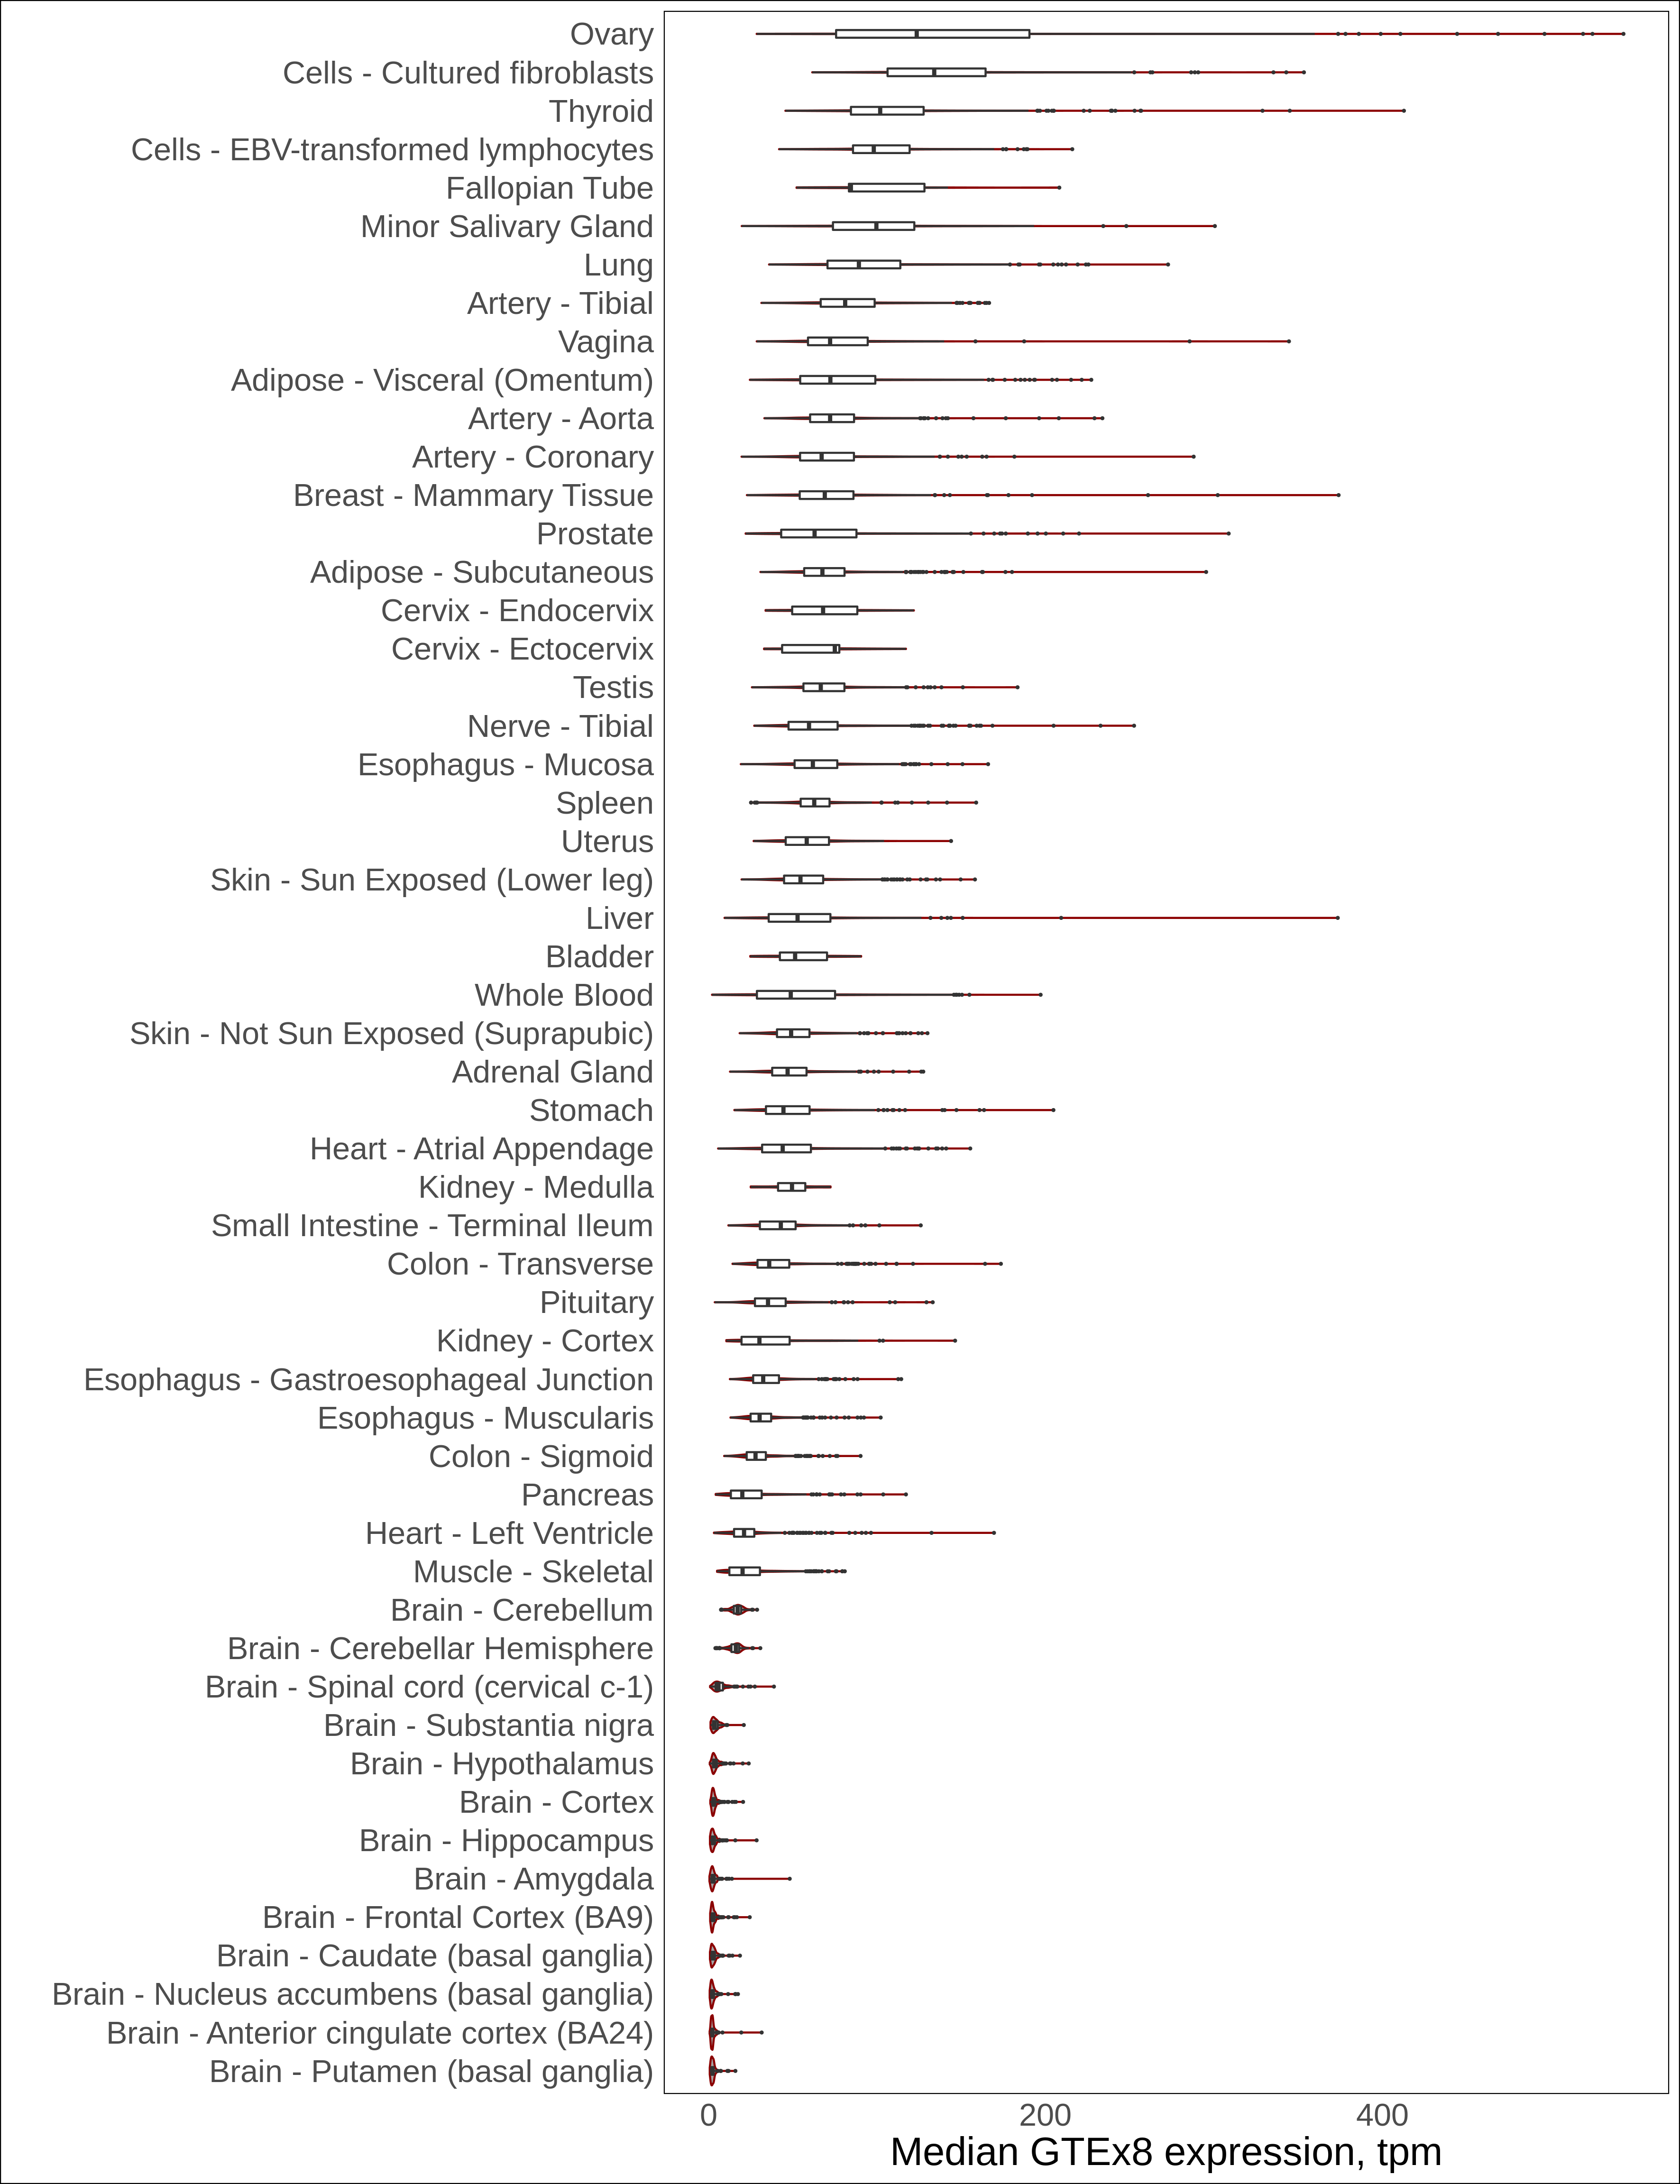 Ovary
Cells - Cultured fibroblasts
Thyroid
Cells - EBV-transformed lymphocytes
Fallopian Tube
Minor Salivary Gland
Lung
Artery - Tibial
Vagina
Adipose - Visceral (Omentum)
Artery - Aorta
Artery - Coronary
Breast - Mammary Tissue
Prostate
Adipose - Subcutaneous
Cervix - Endocervix
Cervix - Ectocervix
Testis
Nerve - Tibial
Esophagus - Mucosa
Spleen
Uterus
Skin - Sun Exposed (Lower leg)
Liver
Bladder
Whole Blood
Skin - Not Sun Exposed (Suprapubic)
Adrenal Gland
Stomach
Heart - Atrial Appendage
Kidney - Medulla
Small Intestine - Terminal Ileum
Colon - Transverse
Pituitary
Kidney - Cortex
Esophagus - Gastroesophageal Junction
Esophagus - Muscularis
Colon - Sigmoid
Pancreas
Heart - Left Ventricle
Muscle - Skeletal
Brain - Cerebellum
Brain - Cerebellar Hemisphere
Brain - Spinal cord (cervical c-1)
Brain - Substantia nigra
Brain - Hypothalamus
Brain - Cortex
Brain - Hippocampus
Brain - Amygdala
Brain - Frontal Cortex (BA9)
Brain - Caudate (basal ganglia)
Brain - Nucleus accumbens (basal ganglia)
Brain - Anterior cingulate cortex (BA24)
Brain - Putamen (basal ganglia)
0 200 400
Median GTEx8 expression, tpm